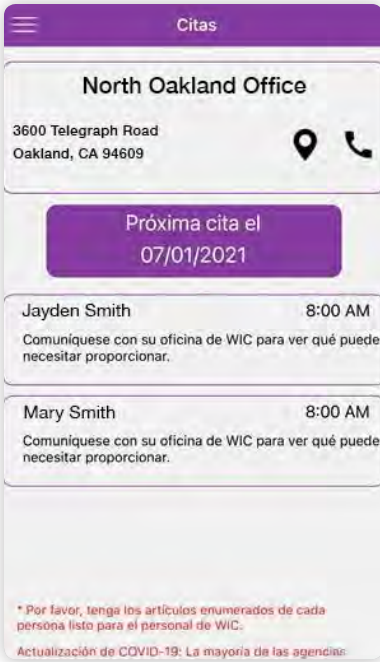 Citas
North Oakland Office
3600 Telegraph Road
Oakland, CA 94609
Próxima cita el
07/01/2021
Jayden Smith 8:00 AM
Comuníquese con su oficina de WIC para ver qué puede
necesitar proporcionar.
Mary Smith 8:00 AM
Comuníquese con su oficina de WIC para ver qué puede
necesitar proporcionar.
* Por favor, tenga los artículos enumerados de cada
persona listo para el personal de WIC.
Actualización de COVID-19: La mayoría de las agencias